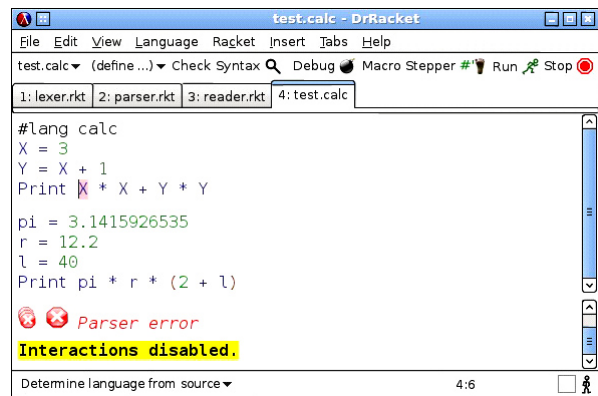 test.calc - DrRacket
File Edit View Language Racket Insert Tabs Help
test.calc (define ...) Check Syntax Debug Macro Stepper #' Run Stop
1: lexer.rkt 2: parser.rkt 3: reader.rkt 4: test.calc
#lang calc
X = 3
Y = X + 1
Print X * X + Y * Y
pi = 3.1415926535
r = 12.2
l = 40
Print pi * r * (2 + l)
Parser error
Interactions disabled.
Determine language from source 4:6